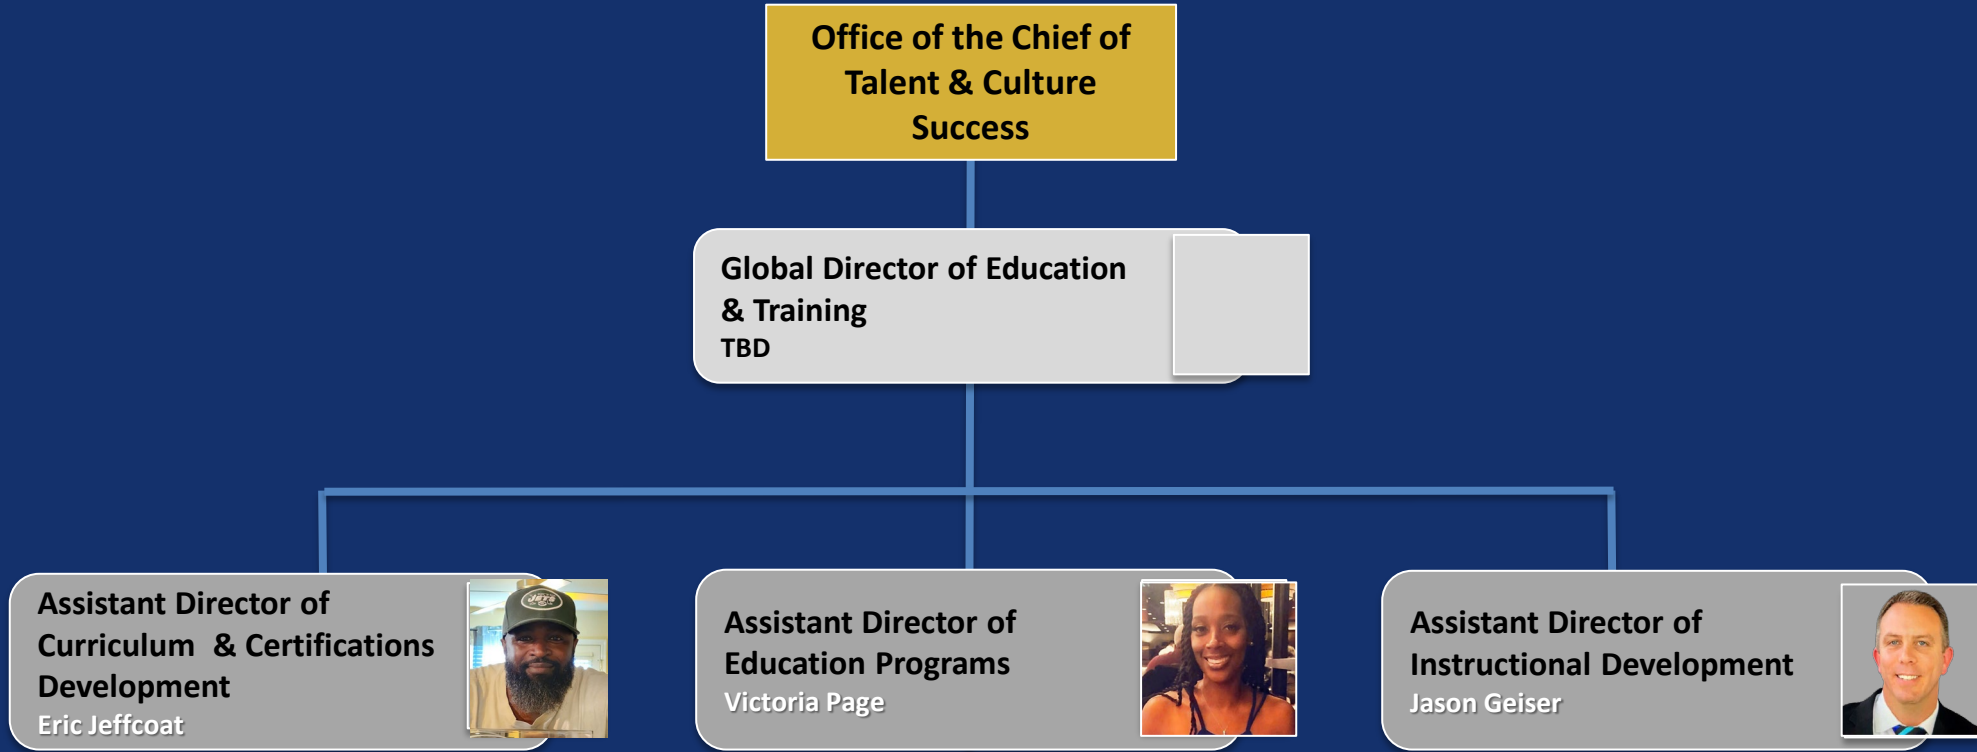 Office of the Chief of
Talent & Culture
Success
Global Director of Education
& Training
TBD
Assistant Director of
Curriculum  & Certifications
Development
Eric Jeffcoat
JETS
Assistant Director of
Education Programs
Victoria Page
Assistant Director of
Instructional Development
Jason Geiser